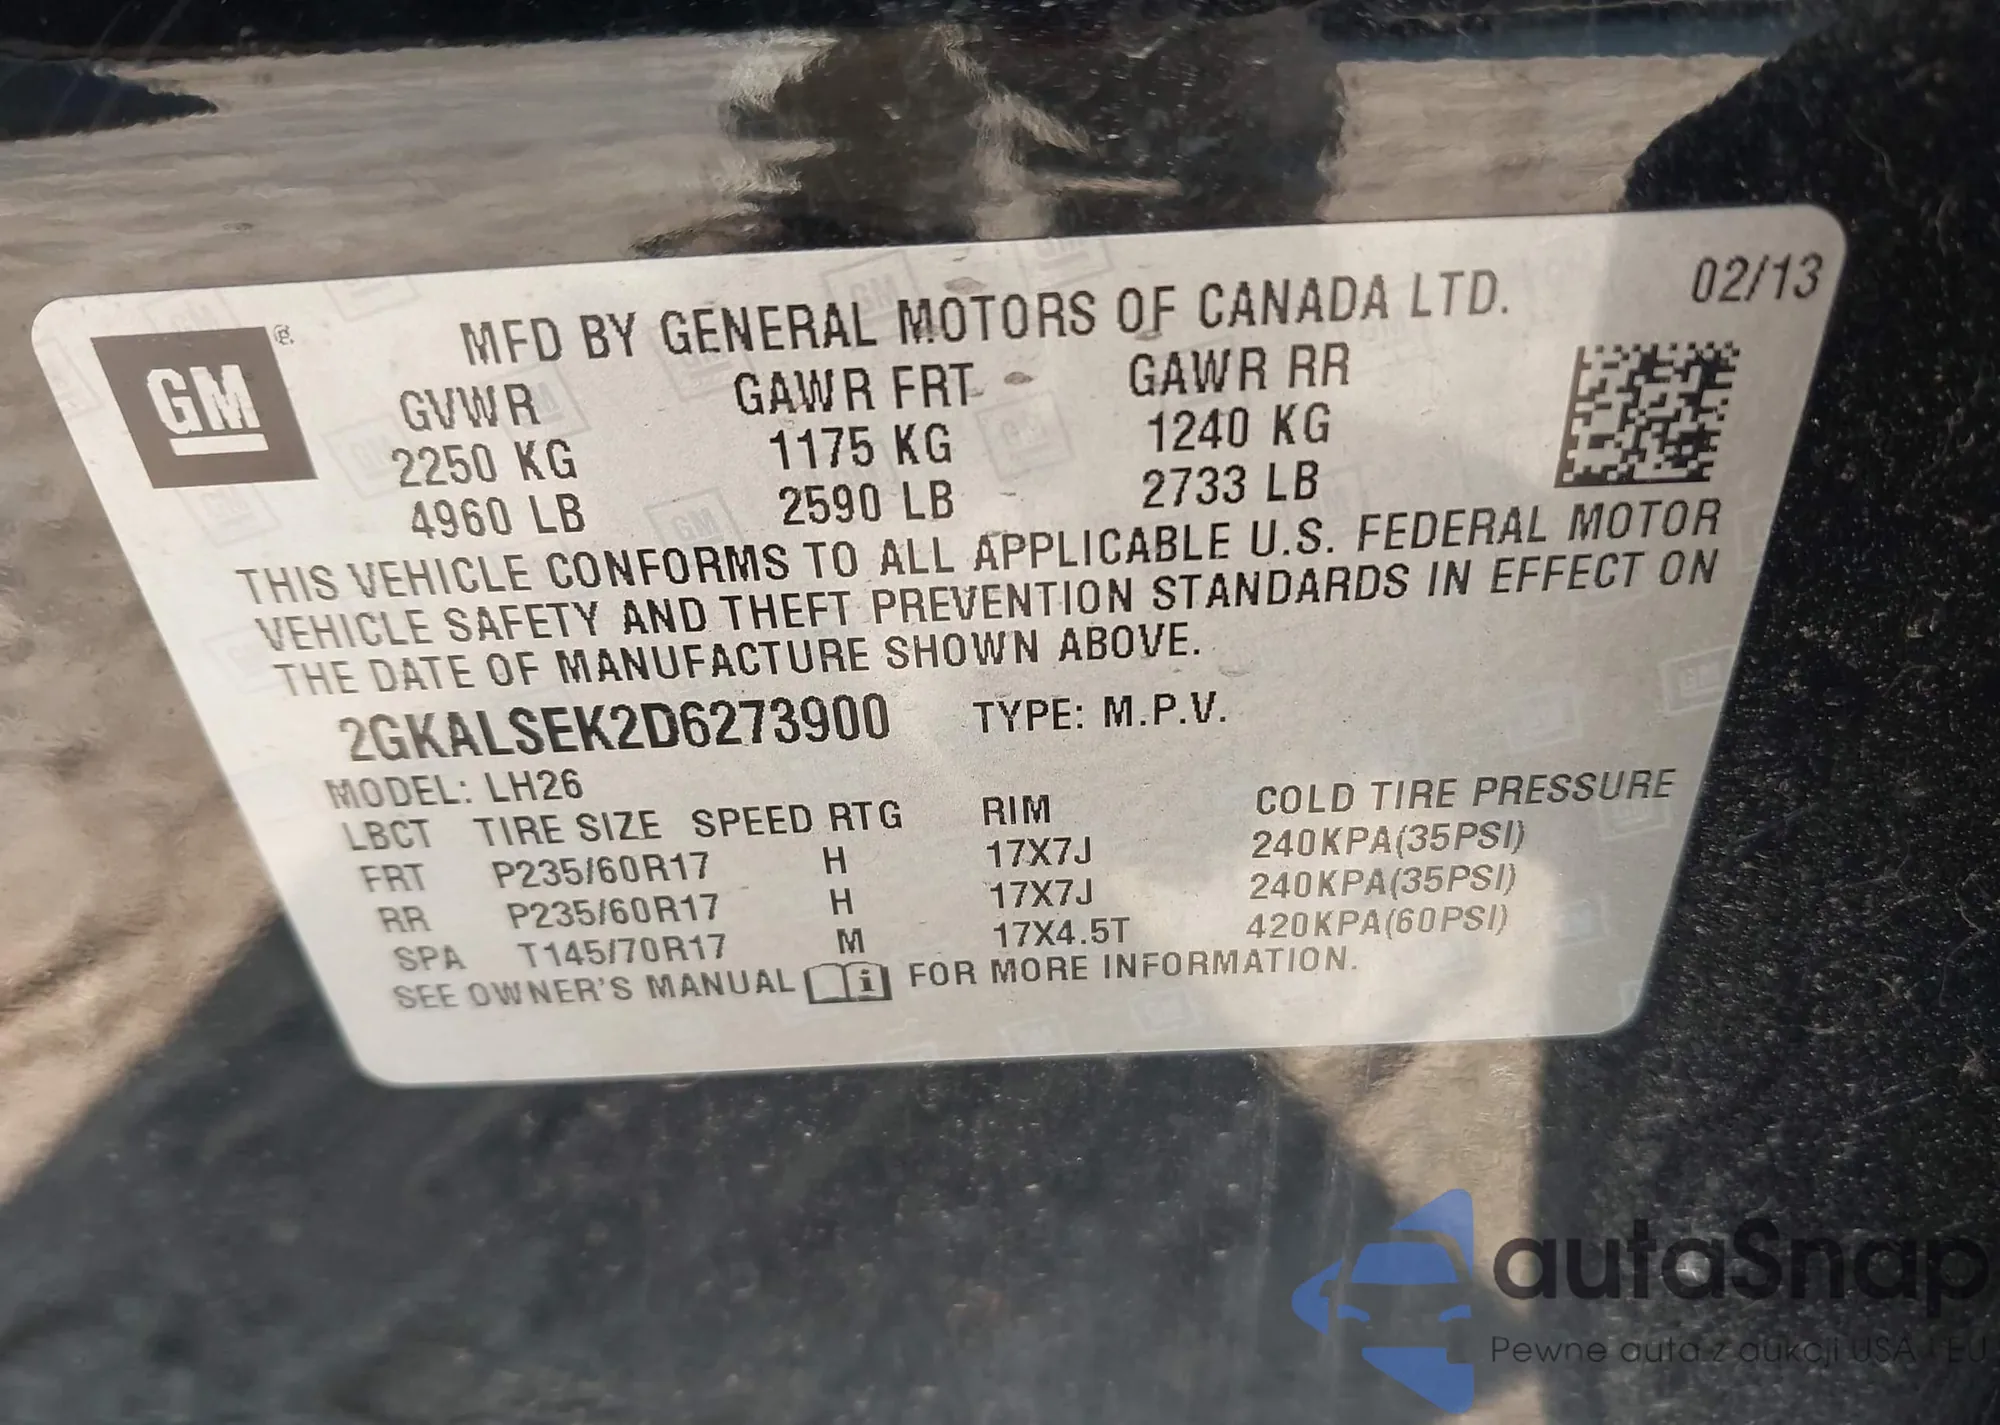 02/13
GM
MFD BY GENERAL MOTORS OF CANADA LTD.
GVWR GAWR FRT GAWR RR
2250 KG 1175 KG 1240 KG
4960 LB 2590 LB 2733 LB
THIS VEHICLE CONFORMS TO ALL APPLICABLE U.S. FEDERAL MOTOR
VEHICLE SAFETY AND THEFT PREVENTION STANDARDS IN EFFECT ON
THE DATE OF MANUFACTURE SHOWN ABOVE.
2GKALSEK2D6273900 TYPE: M.P.V.
MODEL: LH26
LBCT TIRE SIZE SPEED RTG RIM COLD TIRE PRESSURE
FRT P235/60R17 H 17X7J 240KPA(35PSI)
RR P235/60R17 H 17X7J 240KPA(35PSI)
SPA T145/70R17 M 17X4.5T 420KPA(60PSI)
SEE OWNER'S MANUAL FOR MORE INFORMATION.
autaSnap
Pewne auta z aukcji USA i EU